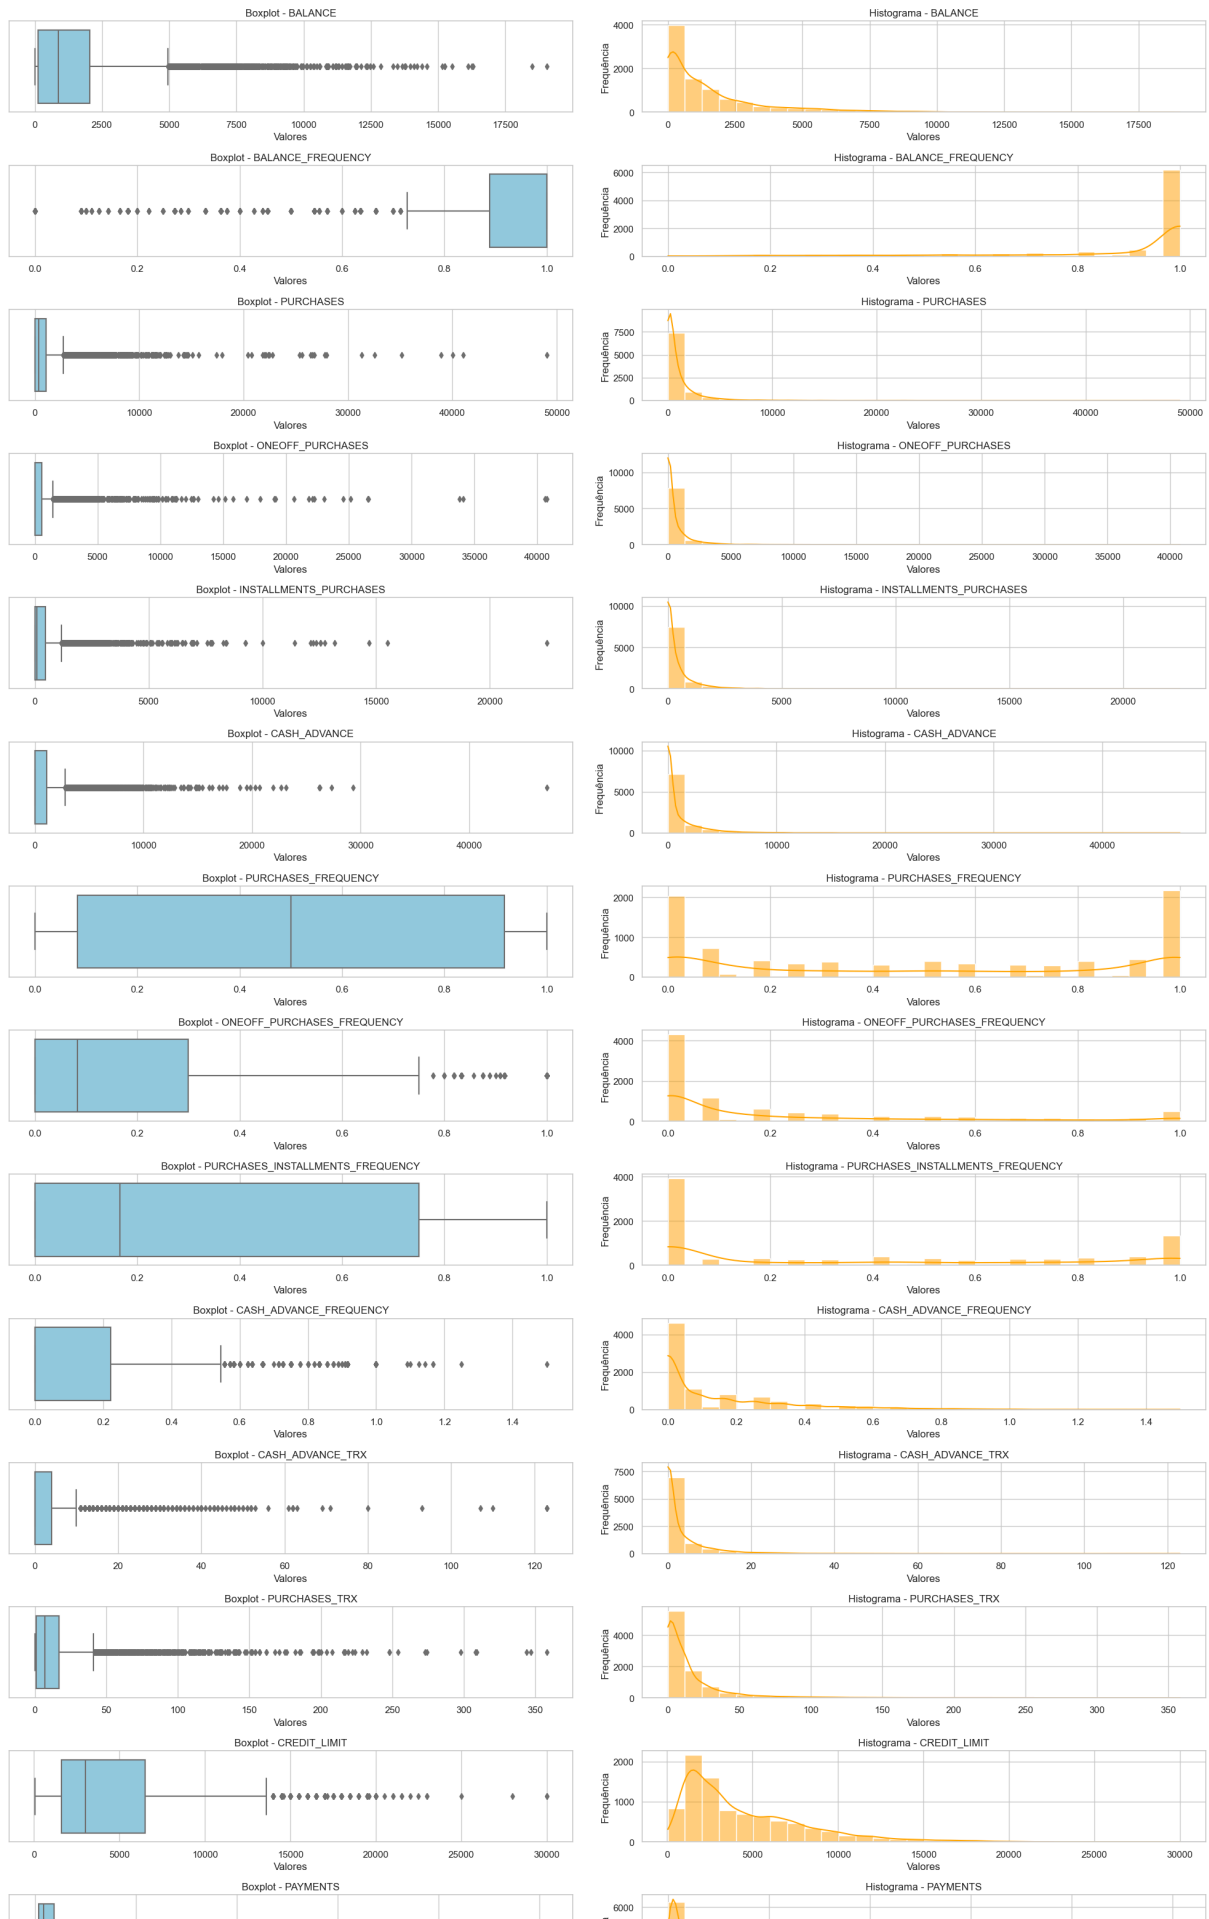 Boxplot - BALANCE
0 2500 5000 7500 10000 12500 15000 17500
Valores
Histograma - BALANCE
Frequência
4000
2000
0
0 2500 5000 7500 10000 12500 15000 17500
Valores
Boxplot - BALANCE_FREQUENCY
0.0 0.2 0.4 0.6 0.8 1.0
Valores
Histograma - BALANCE_FREQUENCY
Frequência
6000
4000
2000
0
0.0 0.2 0.4 0.6 0.8 1.0
Valores
Boxplot - PURCHASES
0 10000 20000 30000 40000 50000
Valores
Histograma - PURCHASES
Frequência
7500
5000
2500
0
0 10000 20000 30000 40000 50000
Valores
Boxplot - ONEOFF_PURCHASES
0 5000 10000 15000 20000 25000 30000 35000 40000
Valores
Histograma - ONEOFF_PURCHASES
Frequência
10000
5000
0
0 5000 10000 15000 20000 25000 30000 35000 40000
Valores
Boxplot - INSTALLMENTS_PURCHASES
0 5000 10000 15000 20000
Valores
Histograma - INSTALLMENTS_PURCHASES
Frequência
10000
5000
0
0 5000 10000 15000 20000
Valores
Boxplot - CASH_ADVANCE
0 10000 20000 30000 40000
Valores
Histograma - CASH_ADVANCE
Frequência
10000
5000
0
0 10000 20000 30000 40000
Valores
Boxplot - PURCHASES_FREQUENCY
0.0 0.2 0.4 0.6 0.8 1.0
Valores
Histograma - PURCHASES_FREQUENCY
Frequência
2000
1000
0
0.0 0.2 0.4 0.6 0.8 1.0
Valores
Boxplot - ONEOFF_PURCHASES_FREQUENCY
0.0 0.2 0.4 0.6 0.8 1.0
Valores
Histograma - ONEOFF_PURCHASES_FREQUENCY
Frequência
4000
2000
0
0.0 0.2 0.4 0.6 0.8 1.0
Valores
Boxplot - PURCHASES_INSTALLMENTS_FREQUENCY
0.0 0.2 0.4 0.6 0.8 1.0
Valores
Histograma - PURCHASES_INSTALLMENTS_FREQUENCY
Frequência
4000
2000
0
0.0 0.2 0.4 0.6 0.8 1.0
Valores
Boxplot - CASH_ADVANCE_FREQUENCY
0.0 0.2 0.4 0.6 0.8 1.0 1.2 1.4
Valores
Histograma - CASH_ADVANCE_FREQUENCY
Frequência
4000
2000
0
0.0 0.2 0.4 0.6 0.8 1.0 1.2 1.4
Valores
Boxplot - CASH_ADVANCE_TRX
0 20 40 60 80 100 120
Valores
Histograma - CASH_ADVANCE_TRX
Frequência
7500
5000
2500
0
0 20 40 60 80 100 120
Valores
Boxplot - PURCHASES_TRX
0 50 100 150 200 250 300 350
Valores
Histograma - PURCHASES_TRX
Frequência
4000
2000
0
0 50 100 150 200 250 300 350
Valores
Boxplot - CREDIT_LIMIT
0 5000 10000 15000 20000 25000 30000
Valores
Histograma - CREDIT_LIMIT
Frequência
2000
1000
0
0 5000 10000 15000 20000 25000 30000
Valores
Boxplot - PAYMENTS
Histograma - PAYMENTS
6000